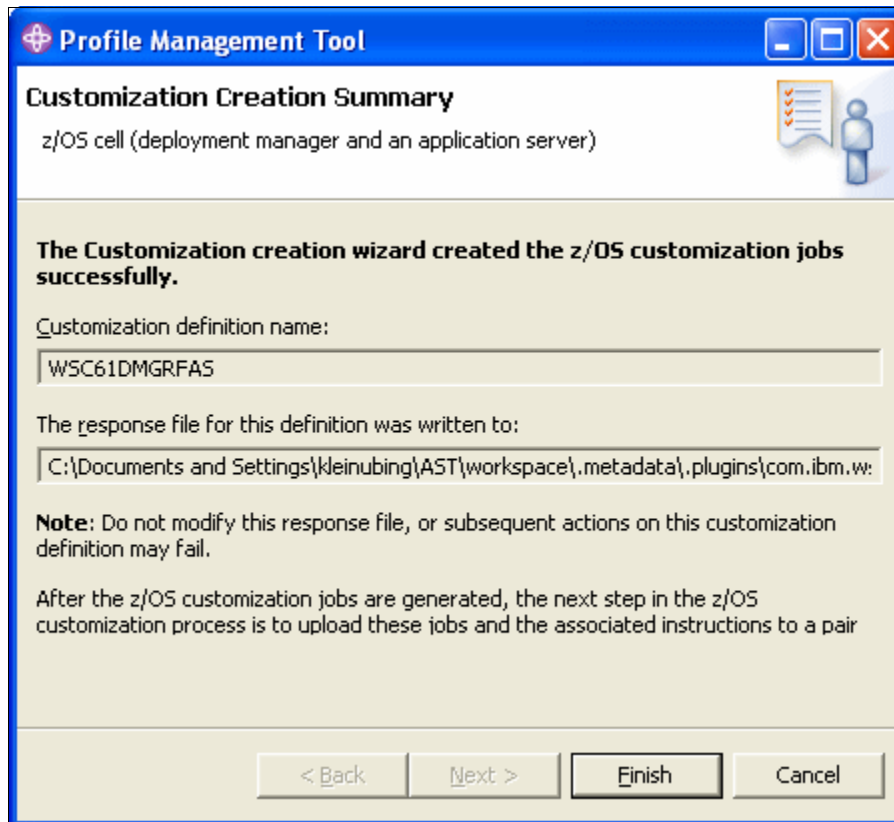 Profile Management Tool
Customization Creation Summary
z/OS cell (deployment manager and an application server)
The Customization creation wizard created the z/OS customization jobs
successfully.
Customization definition name:
WSC61DMGRFAS
The response file for this definition was written to:
C:\Documents and Settings\kleinubing\AST\workspace\.metadata\.plugins\com.ibm.ws
Note: Do not modify this response file, or subsequent actions on this customization
definition may fail.
After the z/OS customization jobs are generated, the next step in the z/OS
customization process is to upload these jobs and the associated instructions to a pair
< Back
Next >
Finish
Cancel